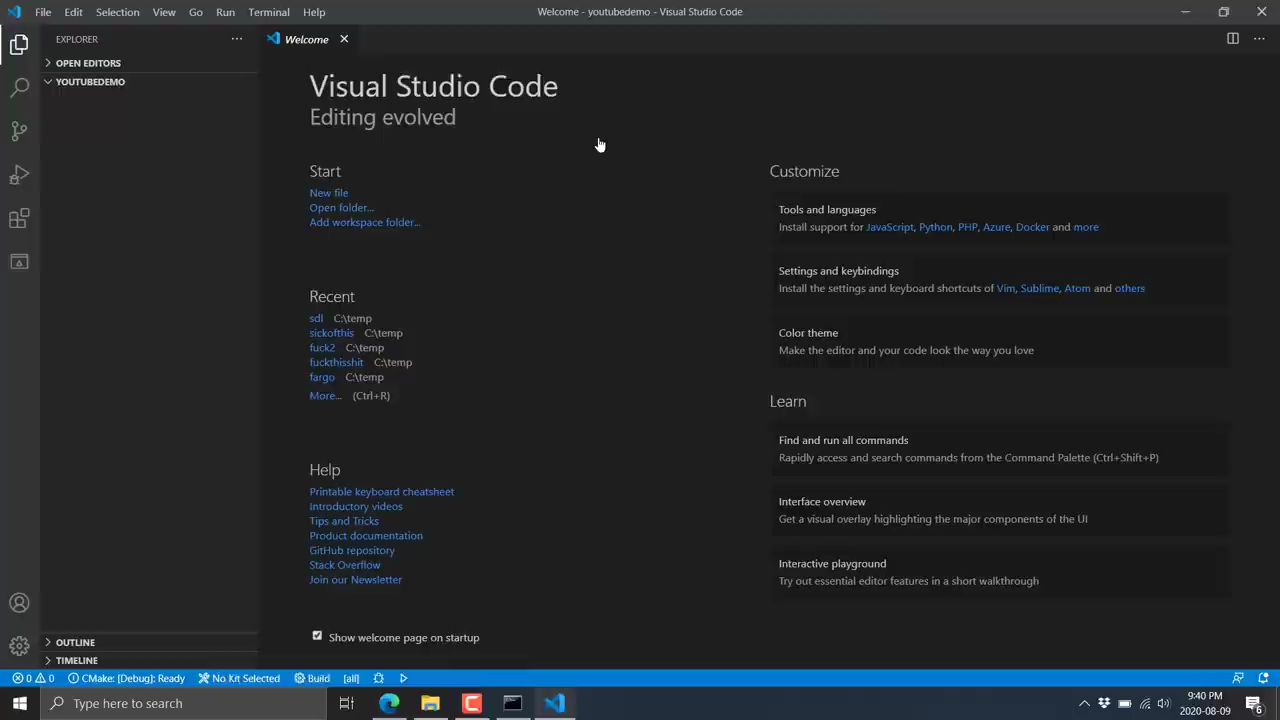 File Edit Selection View Go Run Terminal Help
Welcome - youtubedemo - Visual Studio Code
EXPLORER
Welcome
OPEN EDITORS
YOUTUBEDEMO
Visual Studio Code
Editing evolved
Start
New file
Open folder...
Add workspace folder...
Recent
sdl C:\temp
sickofthis C:\temp
fuck2 C:\temp
fuckthisshit C:\temp
fargo C:\temp
More... (Ctrl+R)
Help
Printable keyboard cheatsheet
Introductory videos
Tips and Tricks
Product documentation
GitHub repository
Stack Overflow
Join our Newsletter
Show welcome page on startup
Customize
Tools and languages
Install support for JavaScript, Python, PHP, Azure, Docker and more
Settings and keybindings
Install the settings and keyboard shortcuts of Vim, Sublime, Atom and others
Color theme
Make the editor and your code look the way you love
Learn
Find and run all commands
Rapidly access and search commands from the Command Palette (Ctrl+Shift+P)
Interface overview
Get a visual overlay highlighting the major components of the UI
Interactive playground
Try out essential editor features in a short walkthrough
OUTLINE
TIMELINE
0 0 CMake: [Debug]: Ready No Kit Selected Build [all]
Type here to search
9:40 PM
2020-08-09
6